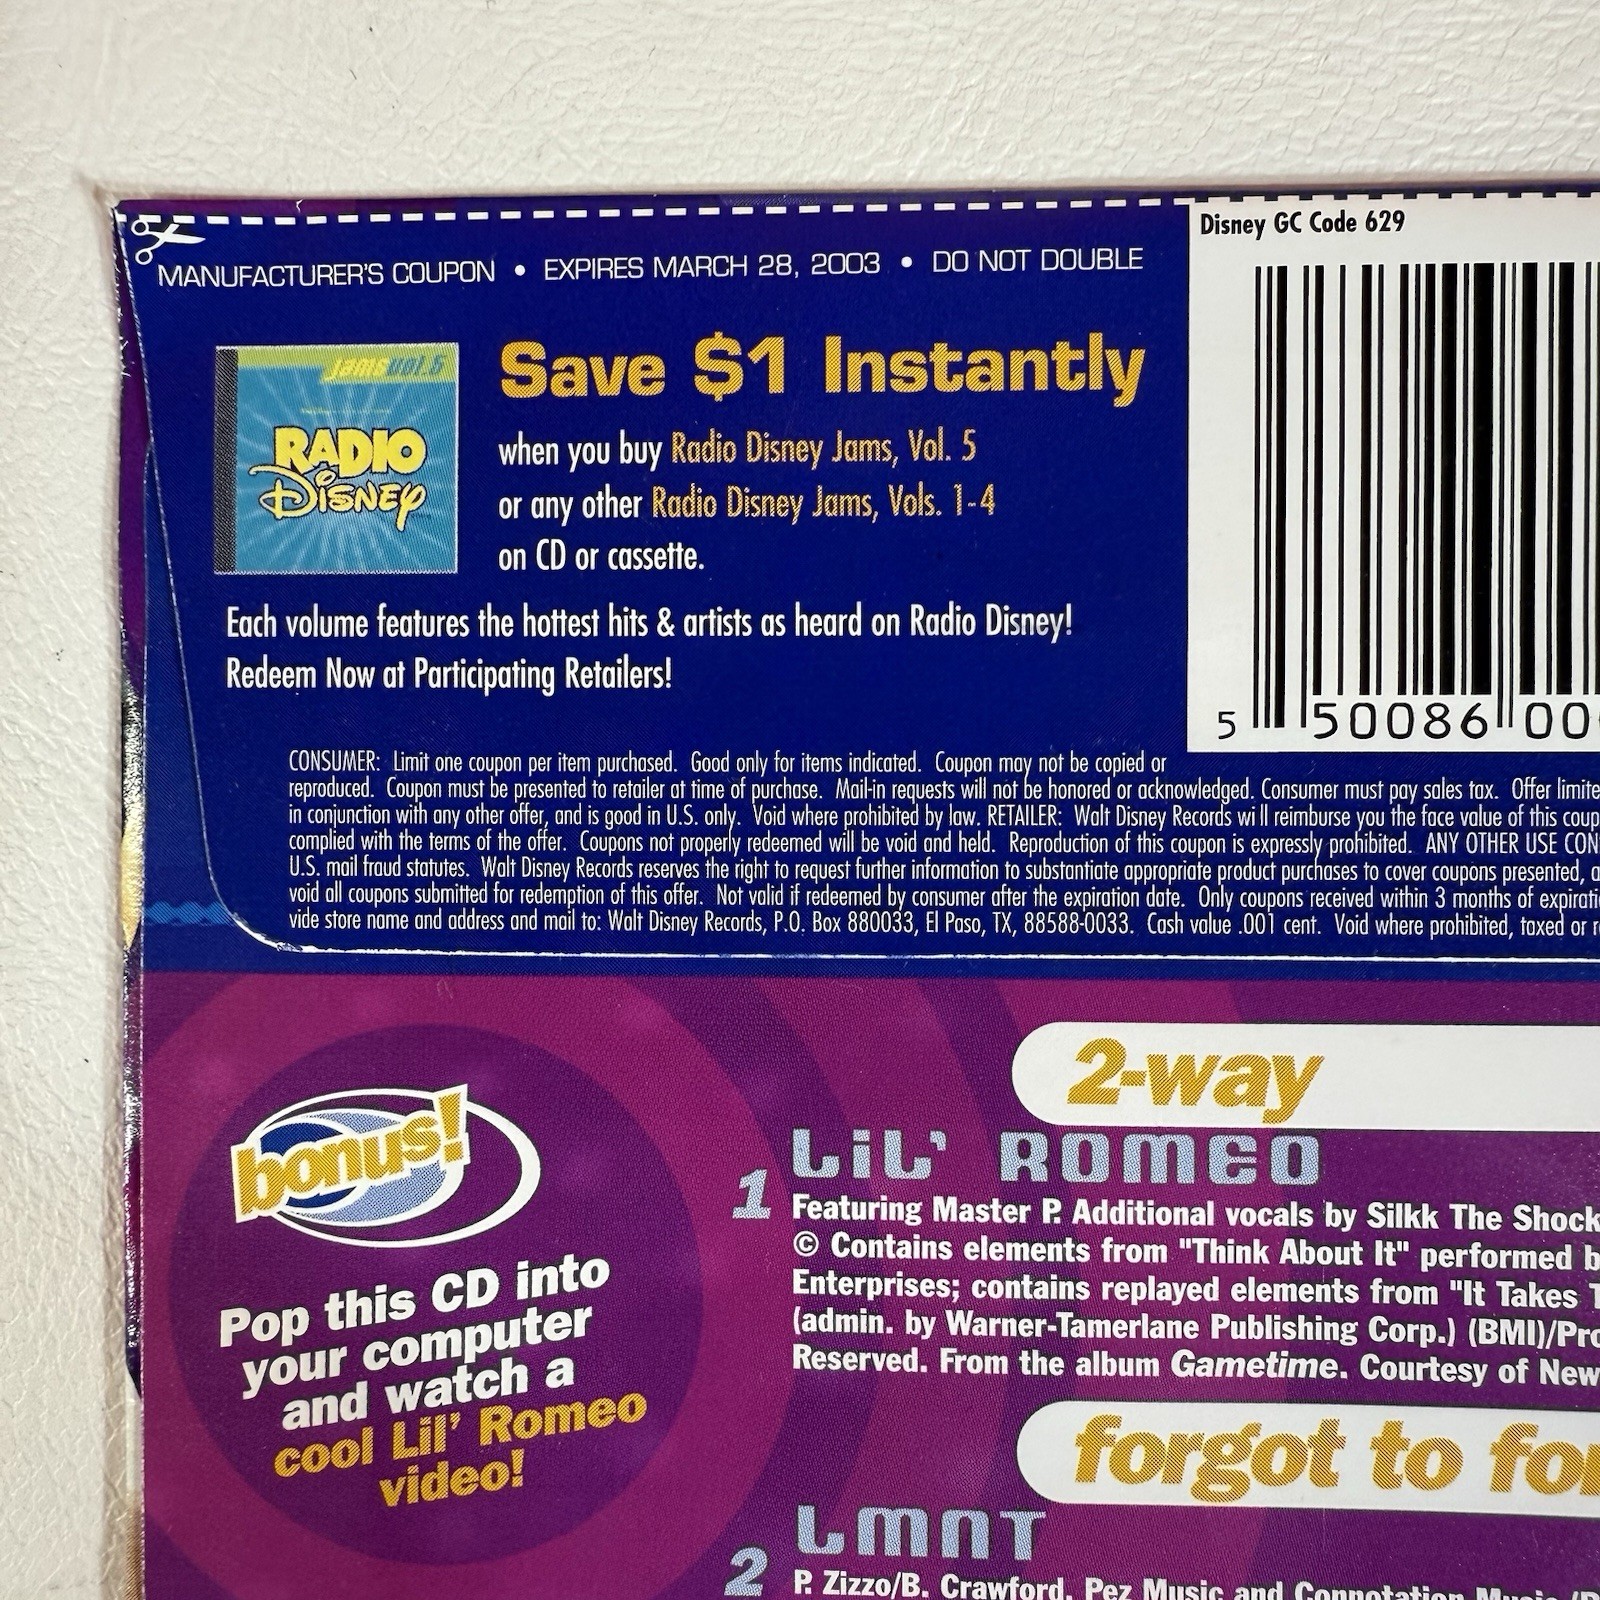 Disney GC Code 629
MANUFACTURER'S COUPON • EXPIRES MARCH 28, 2003 • DO NOT DOUBLE
jams vol.5
RADIO
DISNEY
Save $1 Instantly
when you buy Radio Disney Jams, Vol. 5
or any other Radio Disney Jams, Vols. 1-4
on CD or cassette.
Each volume features the hottest hits & artists as heard on Radio Disney!
Redeem Now at Participating Retailers!
5 50086 00
CONSUMER: Limit one coupon per item purchased. Good only for items indicated. Coupon may not be copied or
reproduced. Coupon must be presented to retailer at time of purchase. Mail-in requests will not be honored or acknowledged. Consumer must pay sales tax. Offer limite
in conjunction with any other offer, and is good in U.S. only. Void where prohibited by law. RETAILER: Walt Disney Records will reimburse you the face value of this coup
complied with the terms of the offer. Coupons not properly redeemed will be void and held. Reproduction of this coupon is expressly prohibited. ANY OTHER USE CON
U.S. mail fraud statutes. Walt Disney Records reserves the right to request further information to substantiate appropriate product purchases to cover coupons presented, a
void all coupons submitted for redemption of this offer. Not valid if redeemed by consumer after the expiration date. Only coupons received within 3 months of expirati
vide store name and address and mail to: Walt Disney Records, P.O. Box 880033, El Paso, TX, 88588-0033. Cash value .001 cent. Void where prohibited, taxed or r
bonus!
Pop this CD into
your computer
and watch a
cool Lil' Romeo
video!
2-way
1 LiL' ROMEO
Featuring Master P. Additional vocals by Silkk The Shock
© Contains elements from "Think About It" performed b
Enterprises; contains replayed elements from "It Takes T
(admin. by Warner-Tamerlane Publishing Corp.) (BMI)/Pro
Reserved. From the album Gametime. Courtesy of New
forgot to for
2 LMNT
P. Zizzo/B. Crawford. Pez Music and Connotation Music